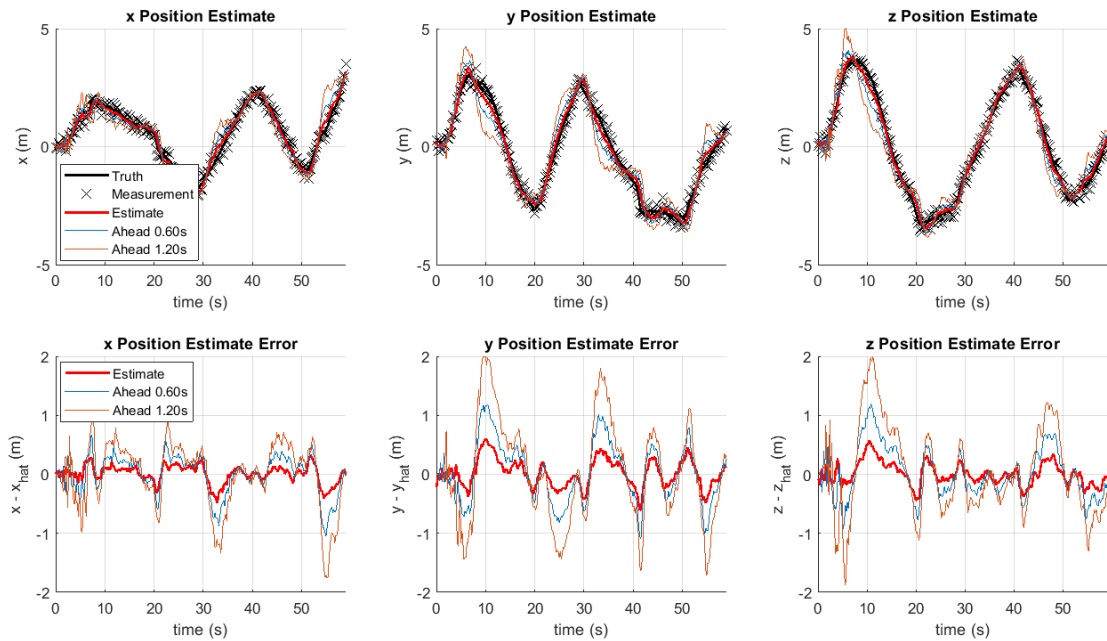 x Position Estimate
5
0
-5
x (m)
0 10 20 30 40 50
time (s)
Truth
Measurement
Estimate
Ahead 0.60s
Ahead 1.20s
y Position Estimate
5
0
-5
y (m)
0 10 20 30 40 50
time (s)
z Position Estimate
5
0
-5
z (m)
0 10 20 30 40 50
time (s)
x Position Estimate Error
2
1
0
-1
-2
x - x_hat (m)
0 10 20 30 40 50
time (s)
Estimate
Ahead 0.60s
Ahead 1.20s
y Position Estimate Error
2
1
0
-1
-2
y - y_hat (m)
0 10 20 30 40 50
time (s)
z Position Estimate Error
2
1
0
-1
-2
z - z_hat (m)
0 10 20 30 40 50
time (s)